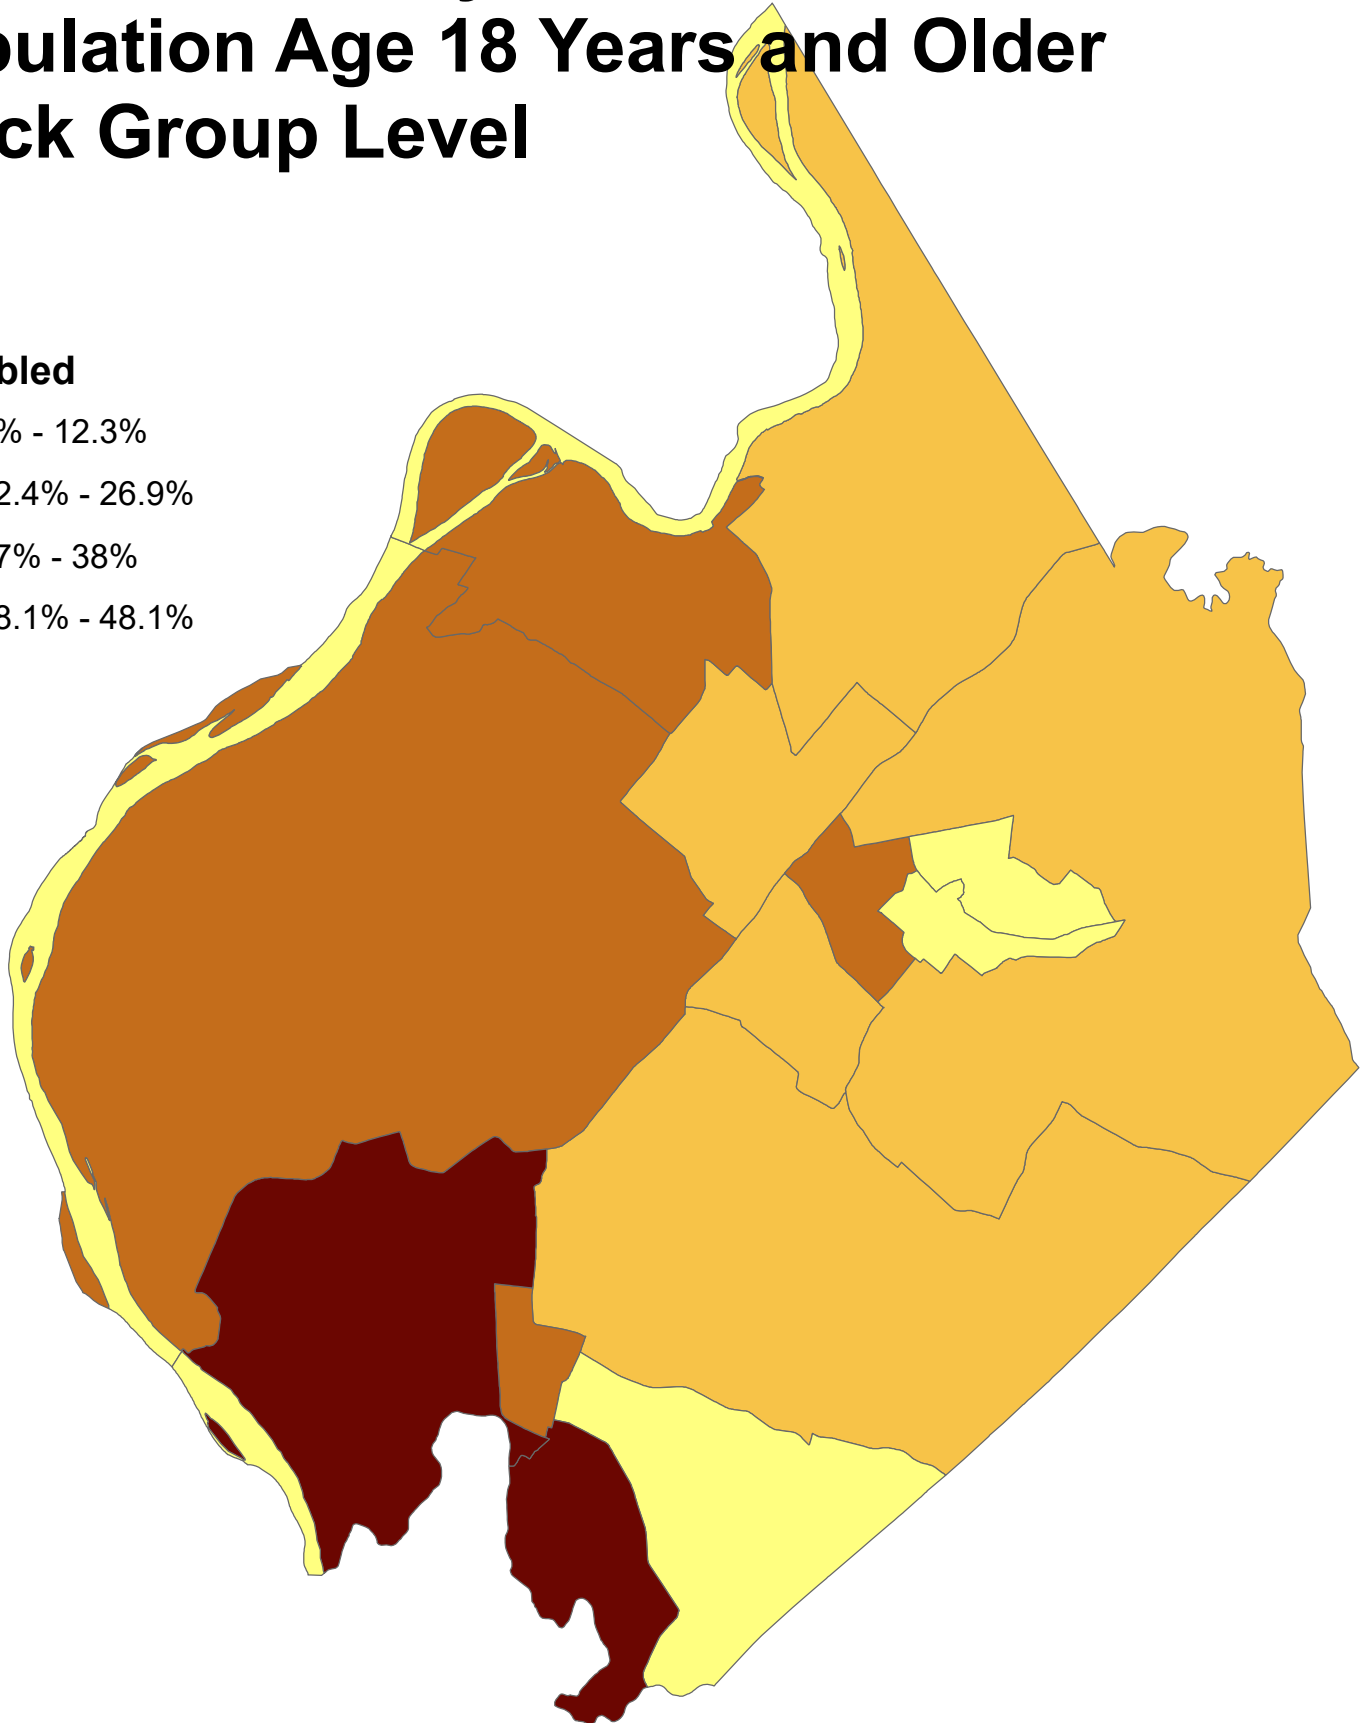 pulation Age 18 Years and Older
ck Group Level
bled
% - 12.3%
2.4% - 26.9%
7% - 38%
8.1% - 48.1%